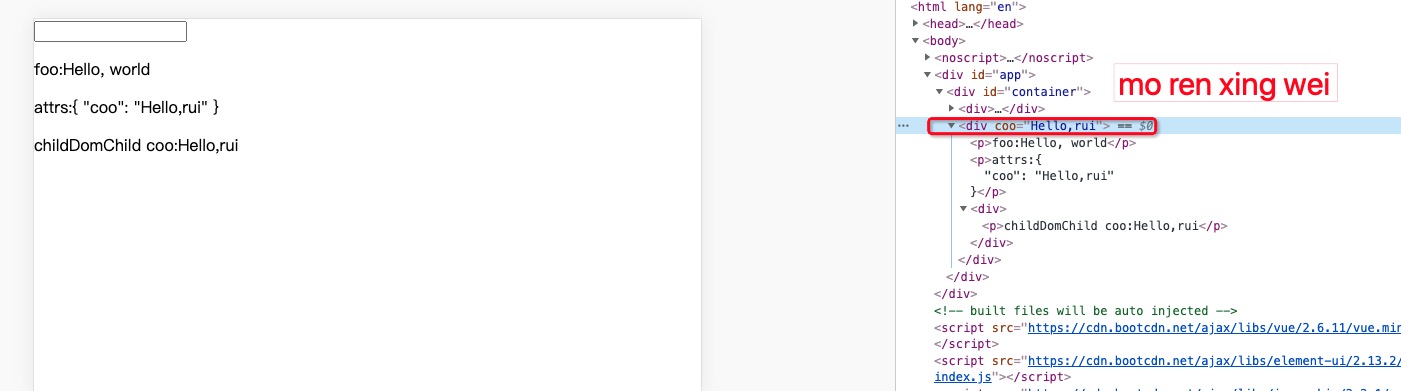 foo:Hello, world
attrs:{ "coo": "Hello,rui" }
childDomChild coo:Hello,rui
<html lang="en">
<head>…</head>
<body>
<noscript>…</noscript>
<div id="app">
mo ren xing wei
<div id="container">
<div>…</div>
<div coo="Hello,rui"> == $0
<p>foo:Hello, world</p>
<p>attrs:{
"coo": "Hello,rui"
}</p>
<div>
<p>childDomChild coo:Hello,rui</p>
</div>
</div>
</div>
</div>
<!-- built files will be auto injected -->
<script src="https://cdn.bootcdn.net/ajax/libs/vue/2.6.11/vue.min
</script>
<script src="https://cdn.bootcdn.net/ajax/libs/element-ui/2.13.2/
index.js"></script>